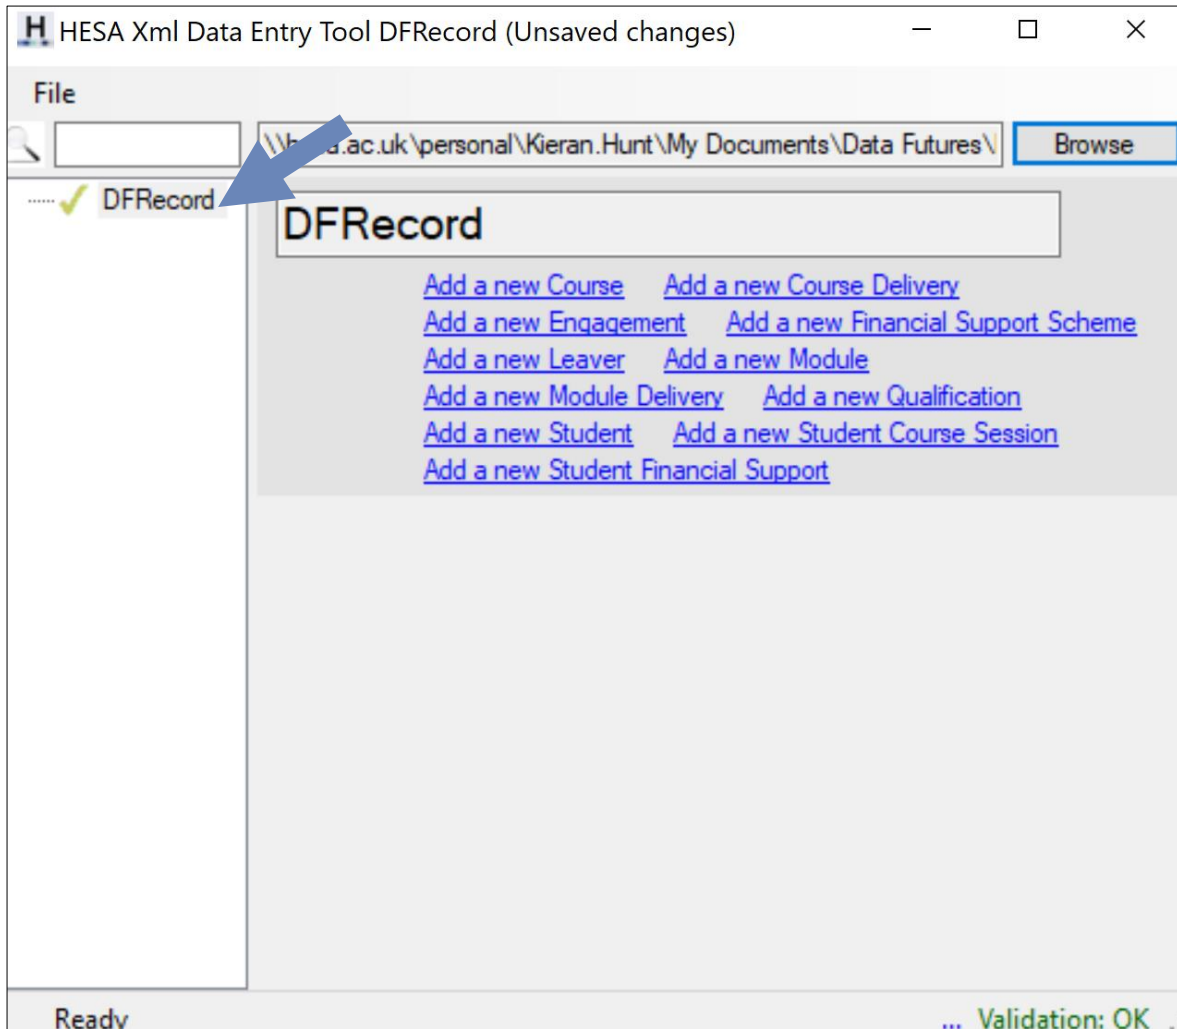 H HESA Xml Data Entry Tool DFRecord (Unsaved changes)
File
.ac.uk\personal\Kieran.Hunt\My Documents\Data Futures\ Browse
DFRecord
DFRecord
Add a new Course Add a new Course Delivery
Add a new Engagement Add a new Financial Support Scheme
Add a new Leaver Add a new Module
Add a new Module Delivery Add a new Qualification
Add a new Student Add a new Student Course Session
Add a new Student Financial Support
Ready ... Validation: OK